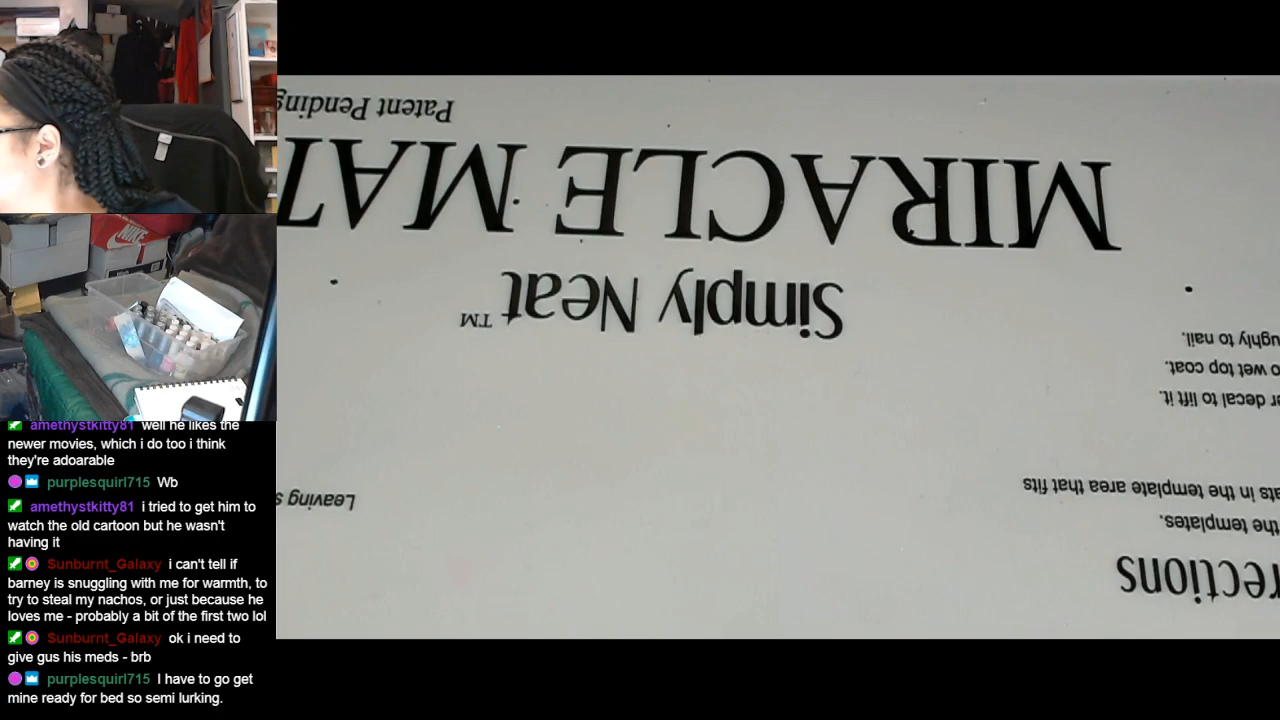 NIKE
amethystkitty81 well he likes the
newer movies, which i do too i think
they're adoarable
purplesquirl715 Wb
amethystkitty81 i tried to get him to
watch the old cartoon but he wasn't
having it
Sunburnt_Galaxy i can't tell if
barney is snuggling with me for warmth, to
try to steal my nachos, or just because he
loves me - probably a bit of the first two lol
Sunburnt_Galaxy ok i need to
give gus his meds - brb
purplesquirl715 I have to go get
mine ready for bed so semi lurking.
rections
the templates.
in the template area that fits
Leaving
decal to lift it.
wet top coat.
to nail.
Simply Neat™
MIRACLE MAT
Patent Pending